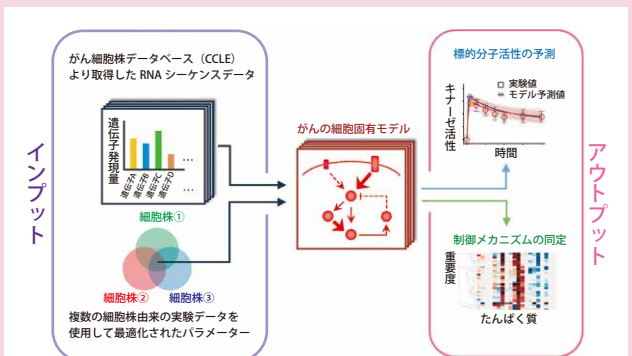 インプット
がん細胞株データベース（CCLE）
より取得した RNA シーケンスデータ
遺伝子発現量
遺伝子A
遺伝子B
遺伝子C
遺伝子D
…
…
細胞株①
細胞株②
細胞株③
複数の細胞株由来の実験データを
使用して最適化されたパラメーター
がんの細胞固有モデル
標的分子活性の予測
キナーゼ活性
実験値
モデル予測値
時間
制御メカニズムの同定
重要度
たんぱく質
アウトプット